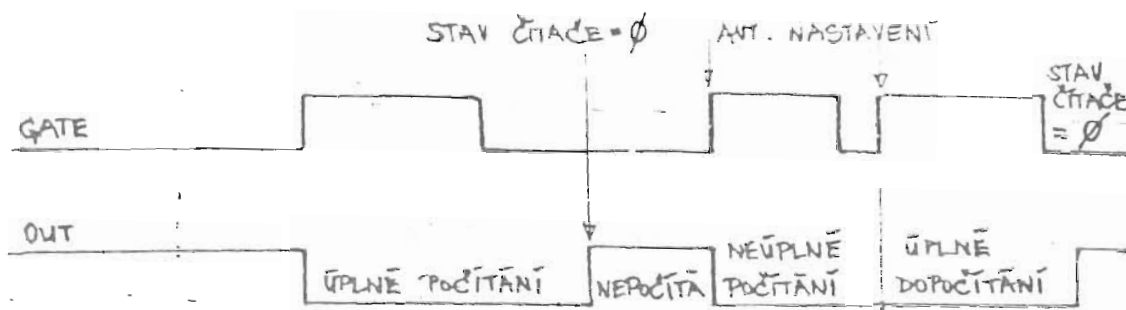 STAV ČÍTAČE = Ø
AUT. NASTAVENÍ
STAV
ČÍTAČE
= Ø
GATE
OUT
ÚPLNÉ POČÍTÁNÍ
NEPOČÍTÁ
NEÚPLNÉ
POČÍTÁNÍ
ÚPLNÉ
DOPOČÍTÁNÍ